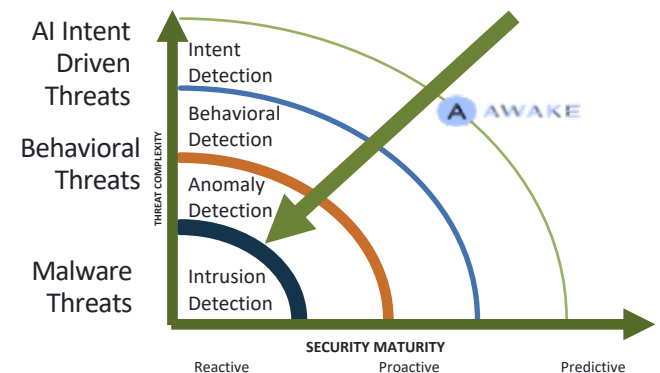 AI Intent
Driven
Threats
Behavioral
Threats
Malware
Threats
THREAT COMPLEXITY
Intent
Detection
Behavioral
Detection
Anomaly
Detection
Intrusion
Detection
A AWAKE
SECURITY MATURITY
Reactive
Proactive
Predictive